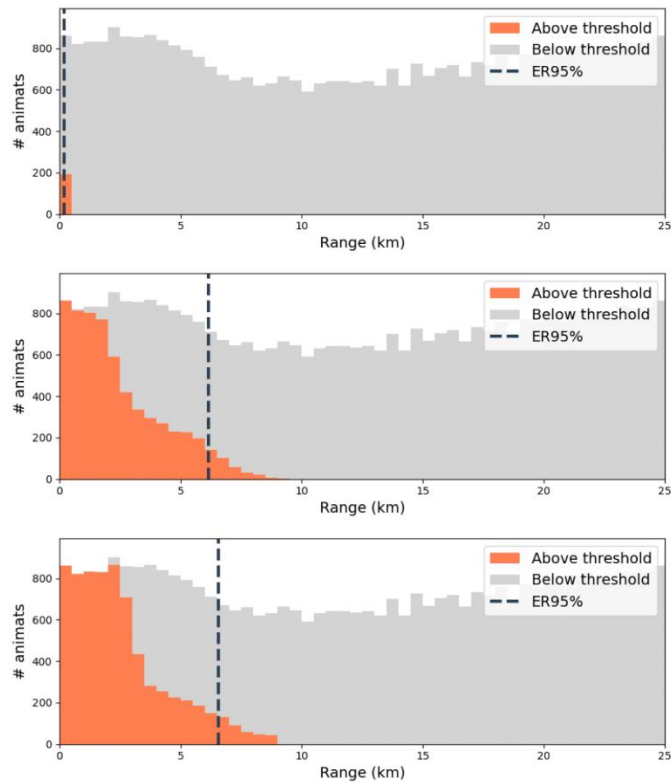 Above threshold
Below threshold
ER95%
# animats
800
600
400
200
0
0 5 10 15 20 25
Range (km)
Above threshold
Below threshold
ER95%
# animats
800
600
400
200
0
0 5 10 15 20 25
Range (km)
Above threshold
Below threshold
ER95%
# animats
800
600
400
200
0
0 5 10 15 20 25
Range (km)